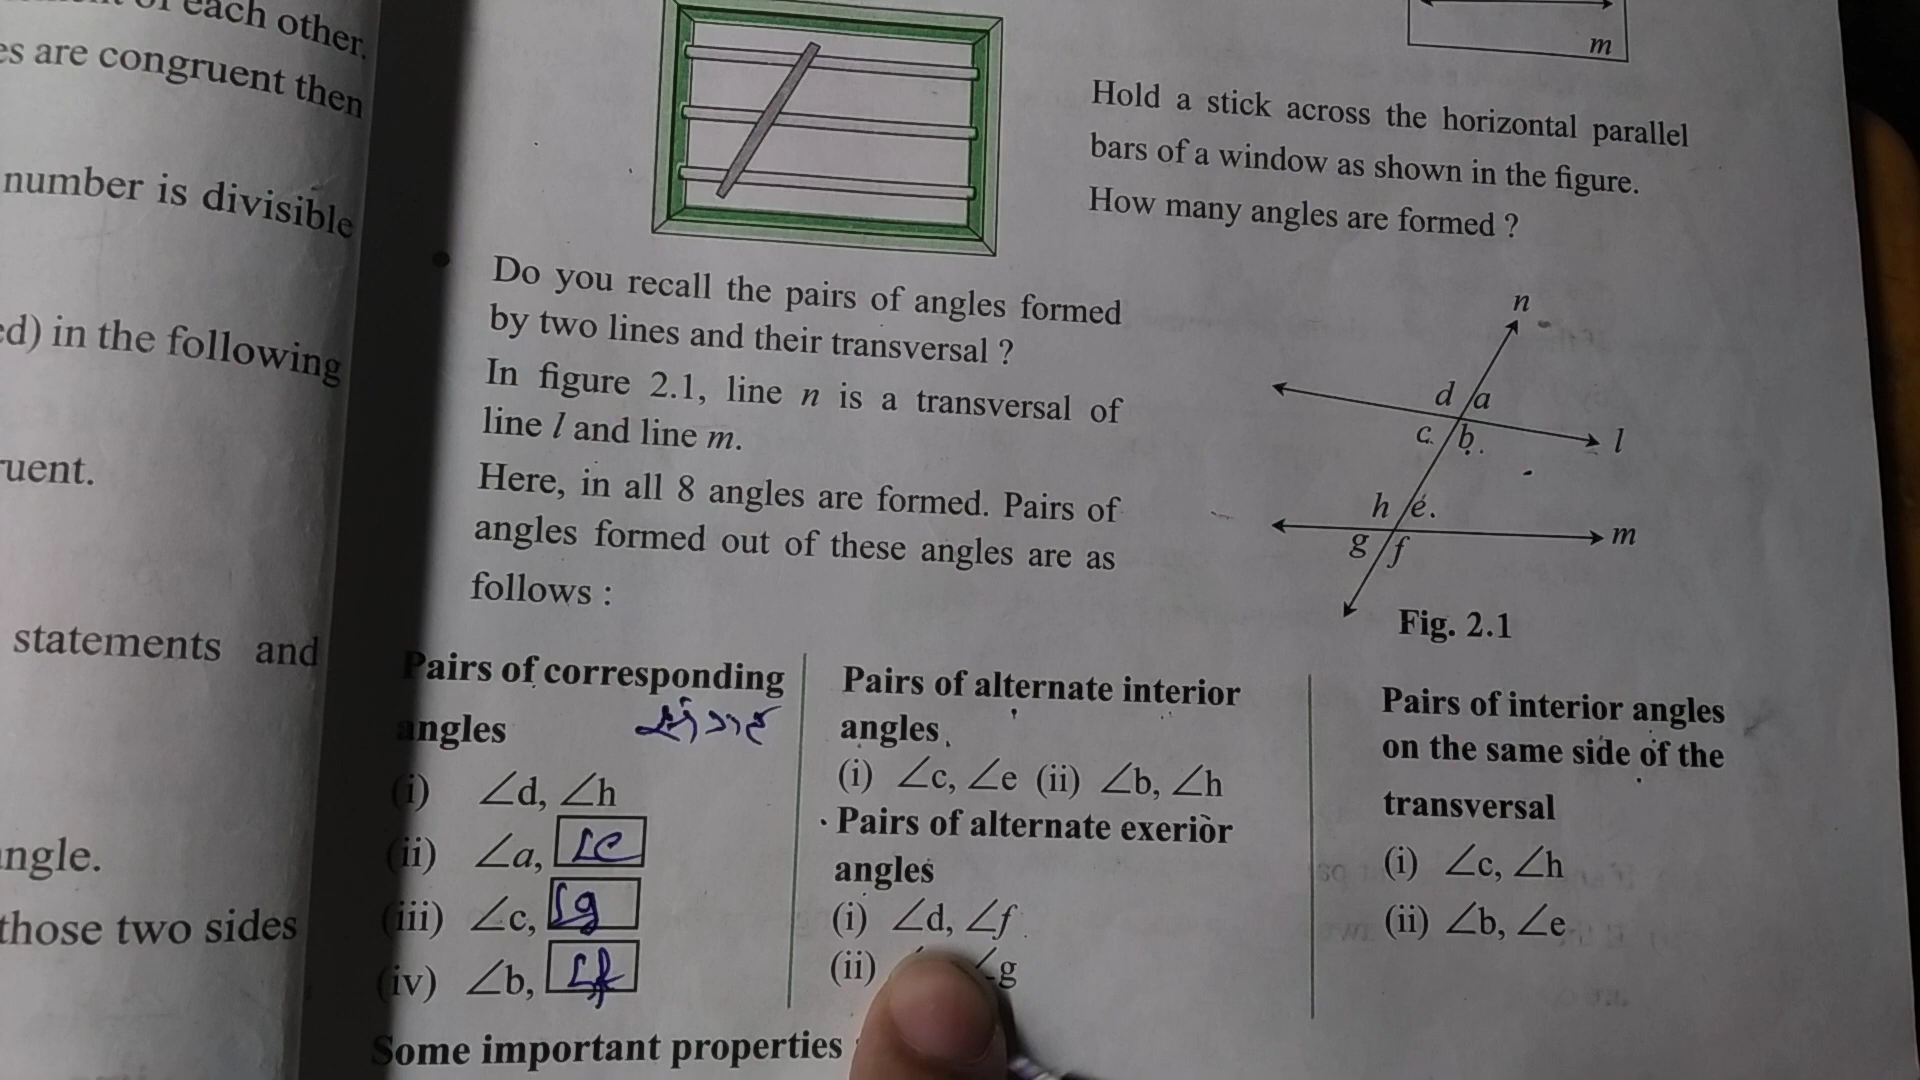 of each other.
es are congruent then
number is divisible
ed) in the following
uent.
statements and
angle.
those two sides
m
Hold a stick across the horizontal parallel
bars of a window as shown in the figure.
How many angles are formed ?
Do you recall the pairs of angles formed
by two lines and their transversal ?
In figure 2.1, line n is a transversal of
line l and line m.
Here, in all 8 angles are formed. Pairs of
angles formed out of these angles are as
follows :
n
d a
l
c b
h e
m
g f
Fig. 2.1
Pairs of corresponding
angles
(i) ∠d, ∠h
(ii) ∠a, ∠e
(iii) ∠c, ∠g
(iv) ∠b, ∠f
Pairs of alternate interior
angles
(i) ∠c, ∠e (ii) ∠b, ∠h
Pairs of alternate exerior
angles
(i) ∠d, ∠f
(ii) ∠g
Pairs of interior angles
on the same side of the
transversal
(i) ∠c, ∠h
(ii) ∠b, ∠e
Some important properties